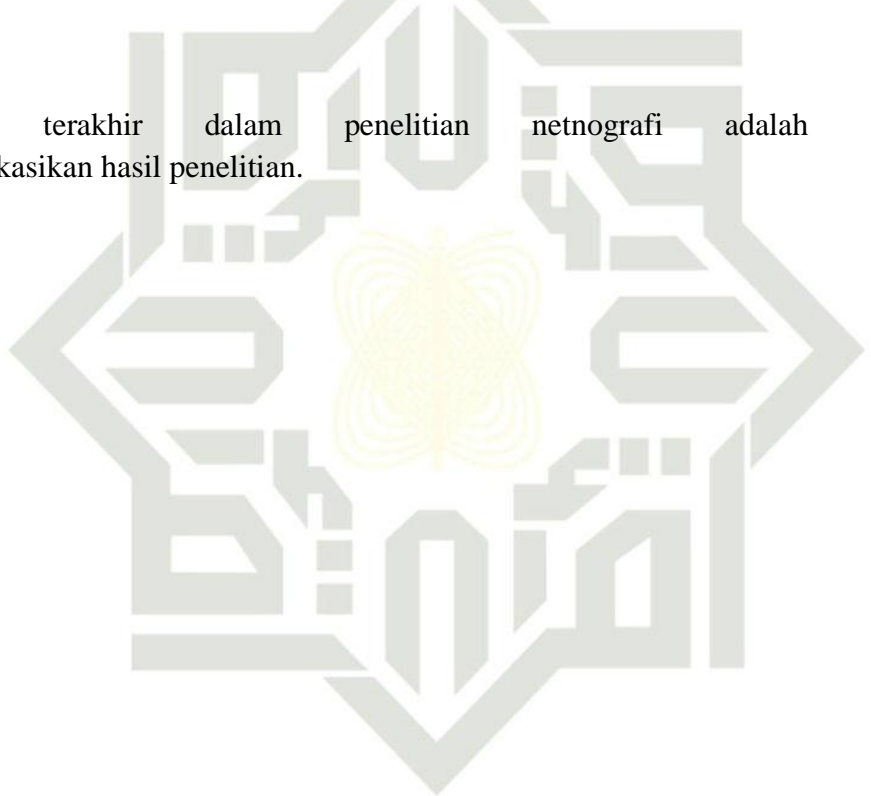 terakhir dalam penelitian netnografi adalah
kasikan hasil penelitian.